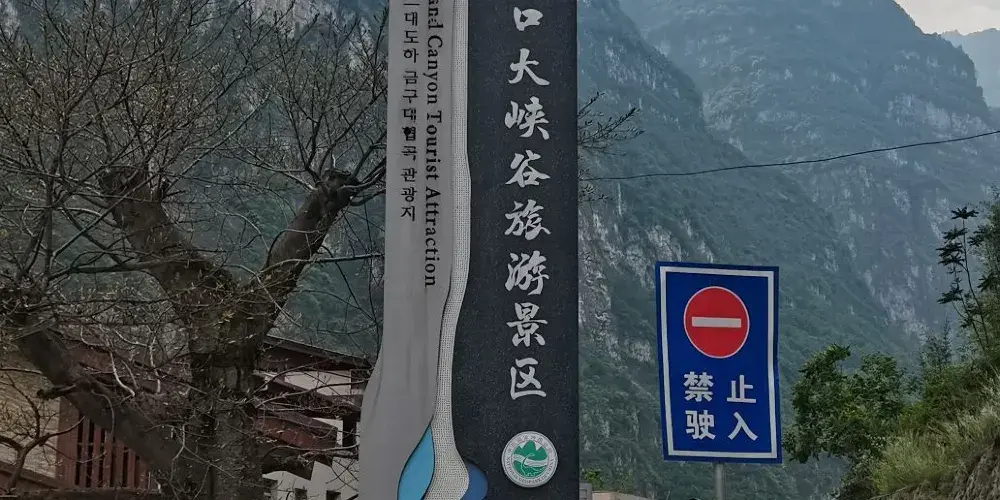 口大峡谷旅游景区
and Canyon Tourist Attraction
대도하 금구대협곡 관광지
禁止
驶入